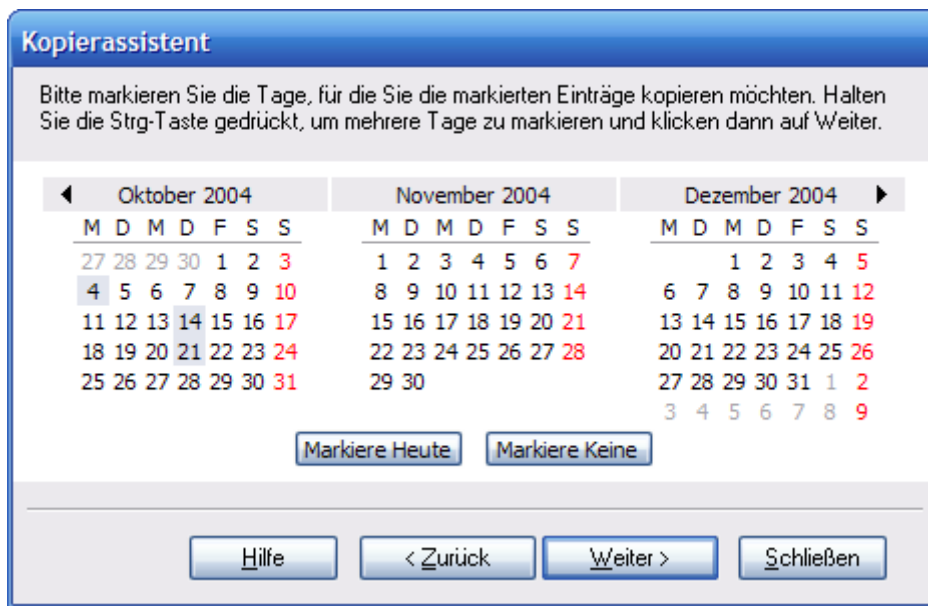 Kopierassistent
Bitte markieren Sie die Tage, für die Sie die markierten Einträge kopieren möchten. Halten
Sie die Strg-Taste gedrückt, um mehrere Tage zu markieren und klicken dann auf Weiter.
Oktober 2004 November 2004 Dezember 2004
M D M D F S S M D M D F S S M D M D F S S
27 28 29 30 1 2 3 1 2 3 4 5 6 7 1 2 3 4 5
4 5 6 7 8 9 10 8 9 10 11 12 13 14 6 7 8 9 10 11 12
11 12 13 14 15 16 17 15 16 17 18 19 20 21 13 14 15 16 17 18 19
18 19 20 21 22 23 24 22 23 24 25 26 27 28 20 21 22 23 24 25 26
25 26 27 28 29 30 31 29 30 27 28 29 30 31 1 2
3 4 5 6 7 8 9
Markiere Heute Markiere Keine
Hilfe < Zurück Weiter > Schließen